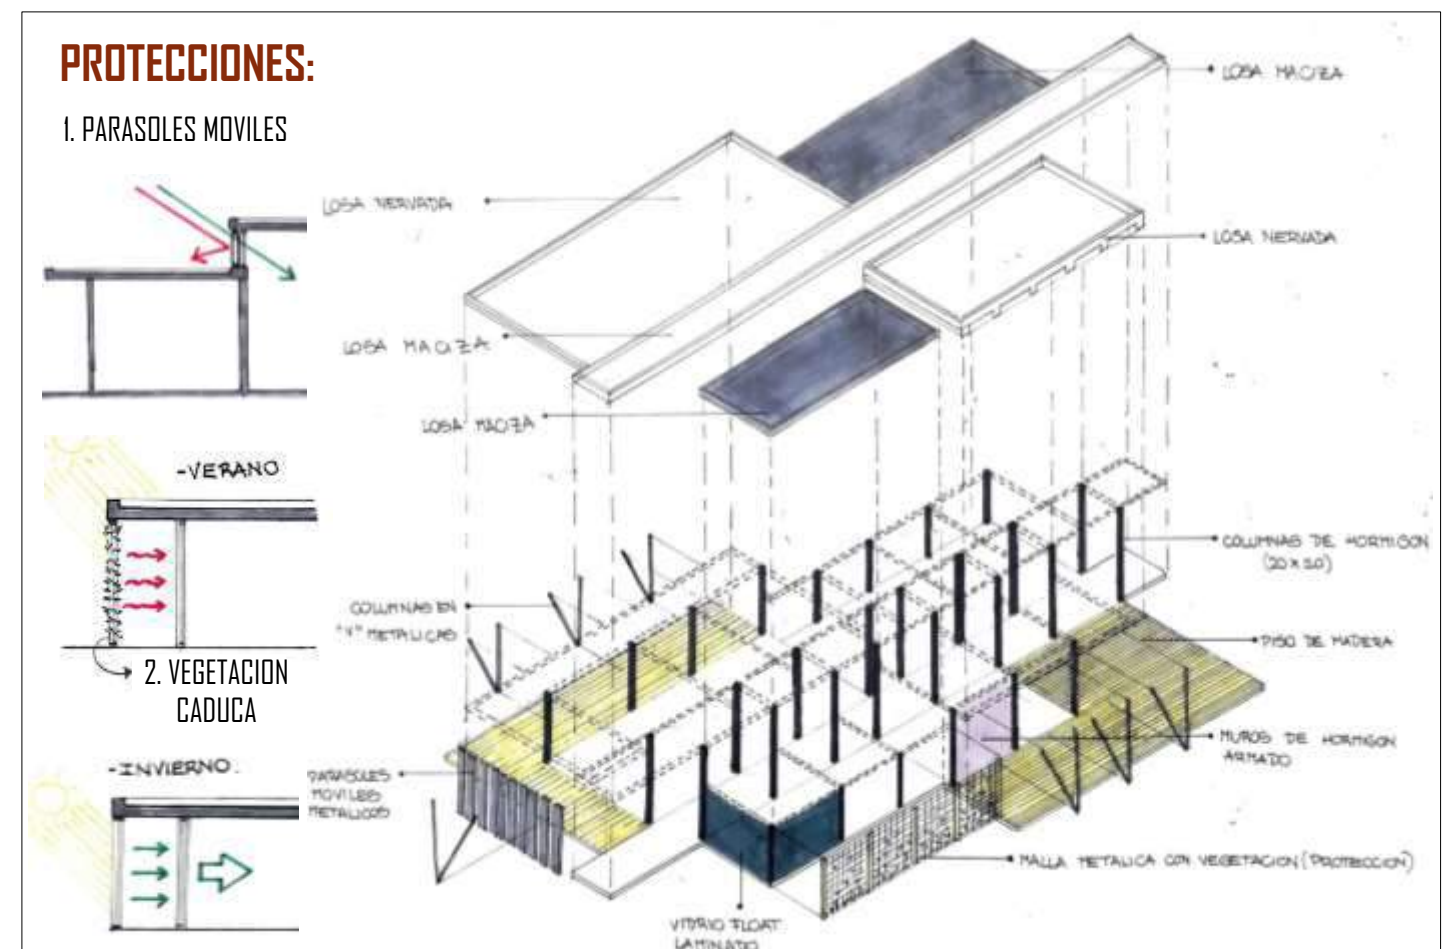 PROTECCIONES:
1. PARASOLES MOVILES
-VERANO
2. VEGETACION
CADUCA
-INVIERNO.
LOSA MACIZA
LOSA NERVADA
LOSA NERVADA
LOSA MACIZA
LOSA MACIZA
COLUMNAS DE HORMIGON
(20 x 50)
COLUMNAS EN
"V" METALICAS
PISO DE MADERA
MUROS DE HORMIGON
ARMADO
PARASOLES
MOVILES
METALICOS
MALLA METALICA CON VEGETACION (PROTECCION)
VIDRIO FLOAT
LAMINADO